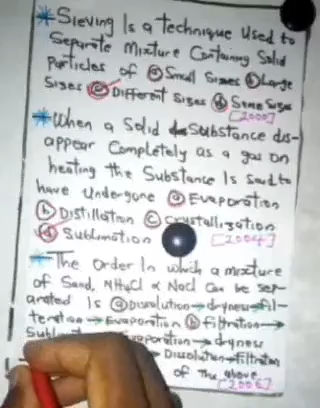 *Sieving Is a technique Used to
Separate Mixture Containing Solid
Particles of ⓐ Small Sizes ⓑ Large
Sizes ⓒ Different Sizes ⓓ Same Sizes
[2000]
*When a Solid Substance dis-
appear Completely as a gas on
heating the Substance Is Said to
have Undergone ⓐ Evaporation
ⓑ Distillation ⓒ Crystallization
ⓓ Sublimation [2004]
*The Order In which a mixture
of Sand, NH4Cl & NaCl Can be Sep-
arated Is ⓐ Dissolution→dryness→fil-
tration→Evaporation ⓑ filtration→
→dryness
Dissolution→filtration
of the above
[2006]